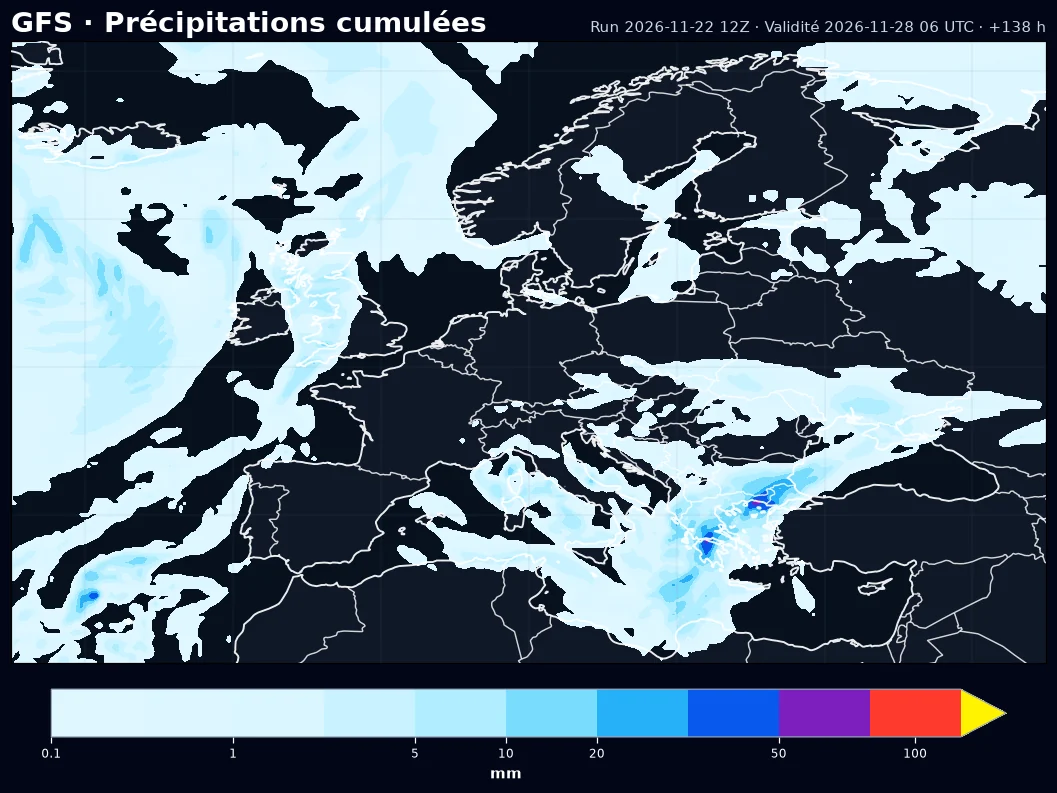 GFS · Précipitations cumulées
Run 2026-11-22 12Z · Validité 2026-11-28 06 UTC · +138 h
0.1 1 5 10 20 50 100
mm